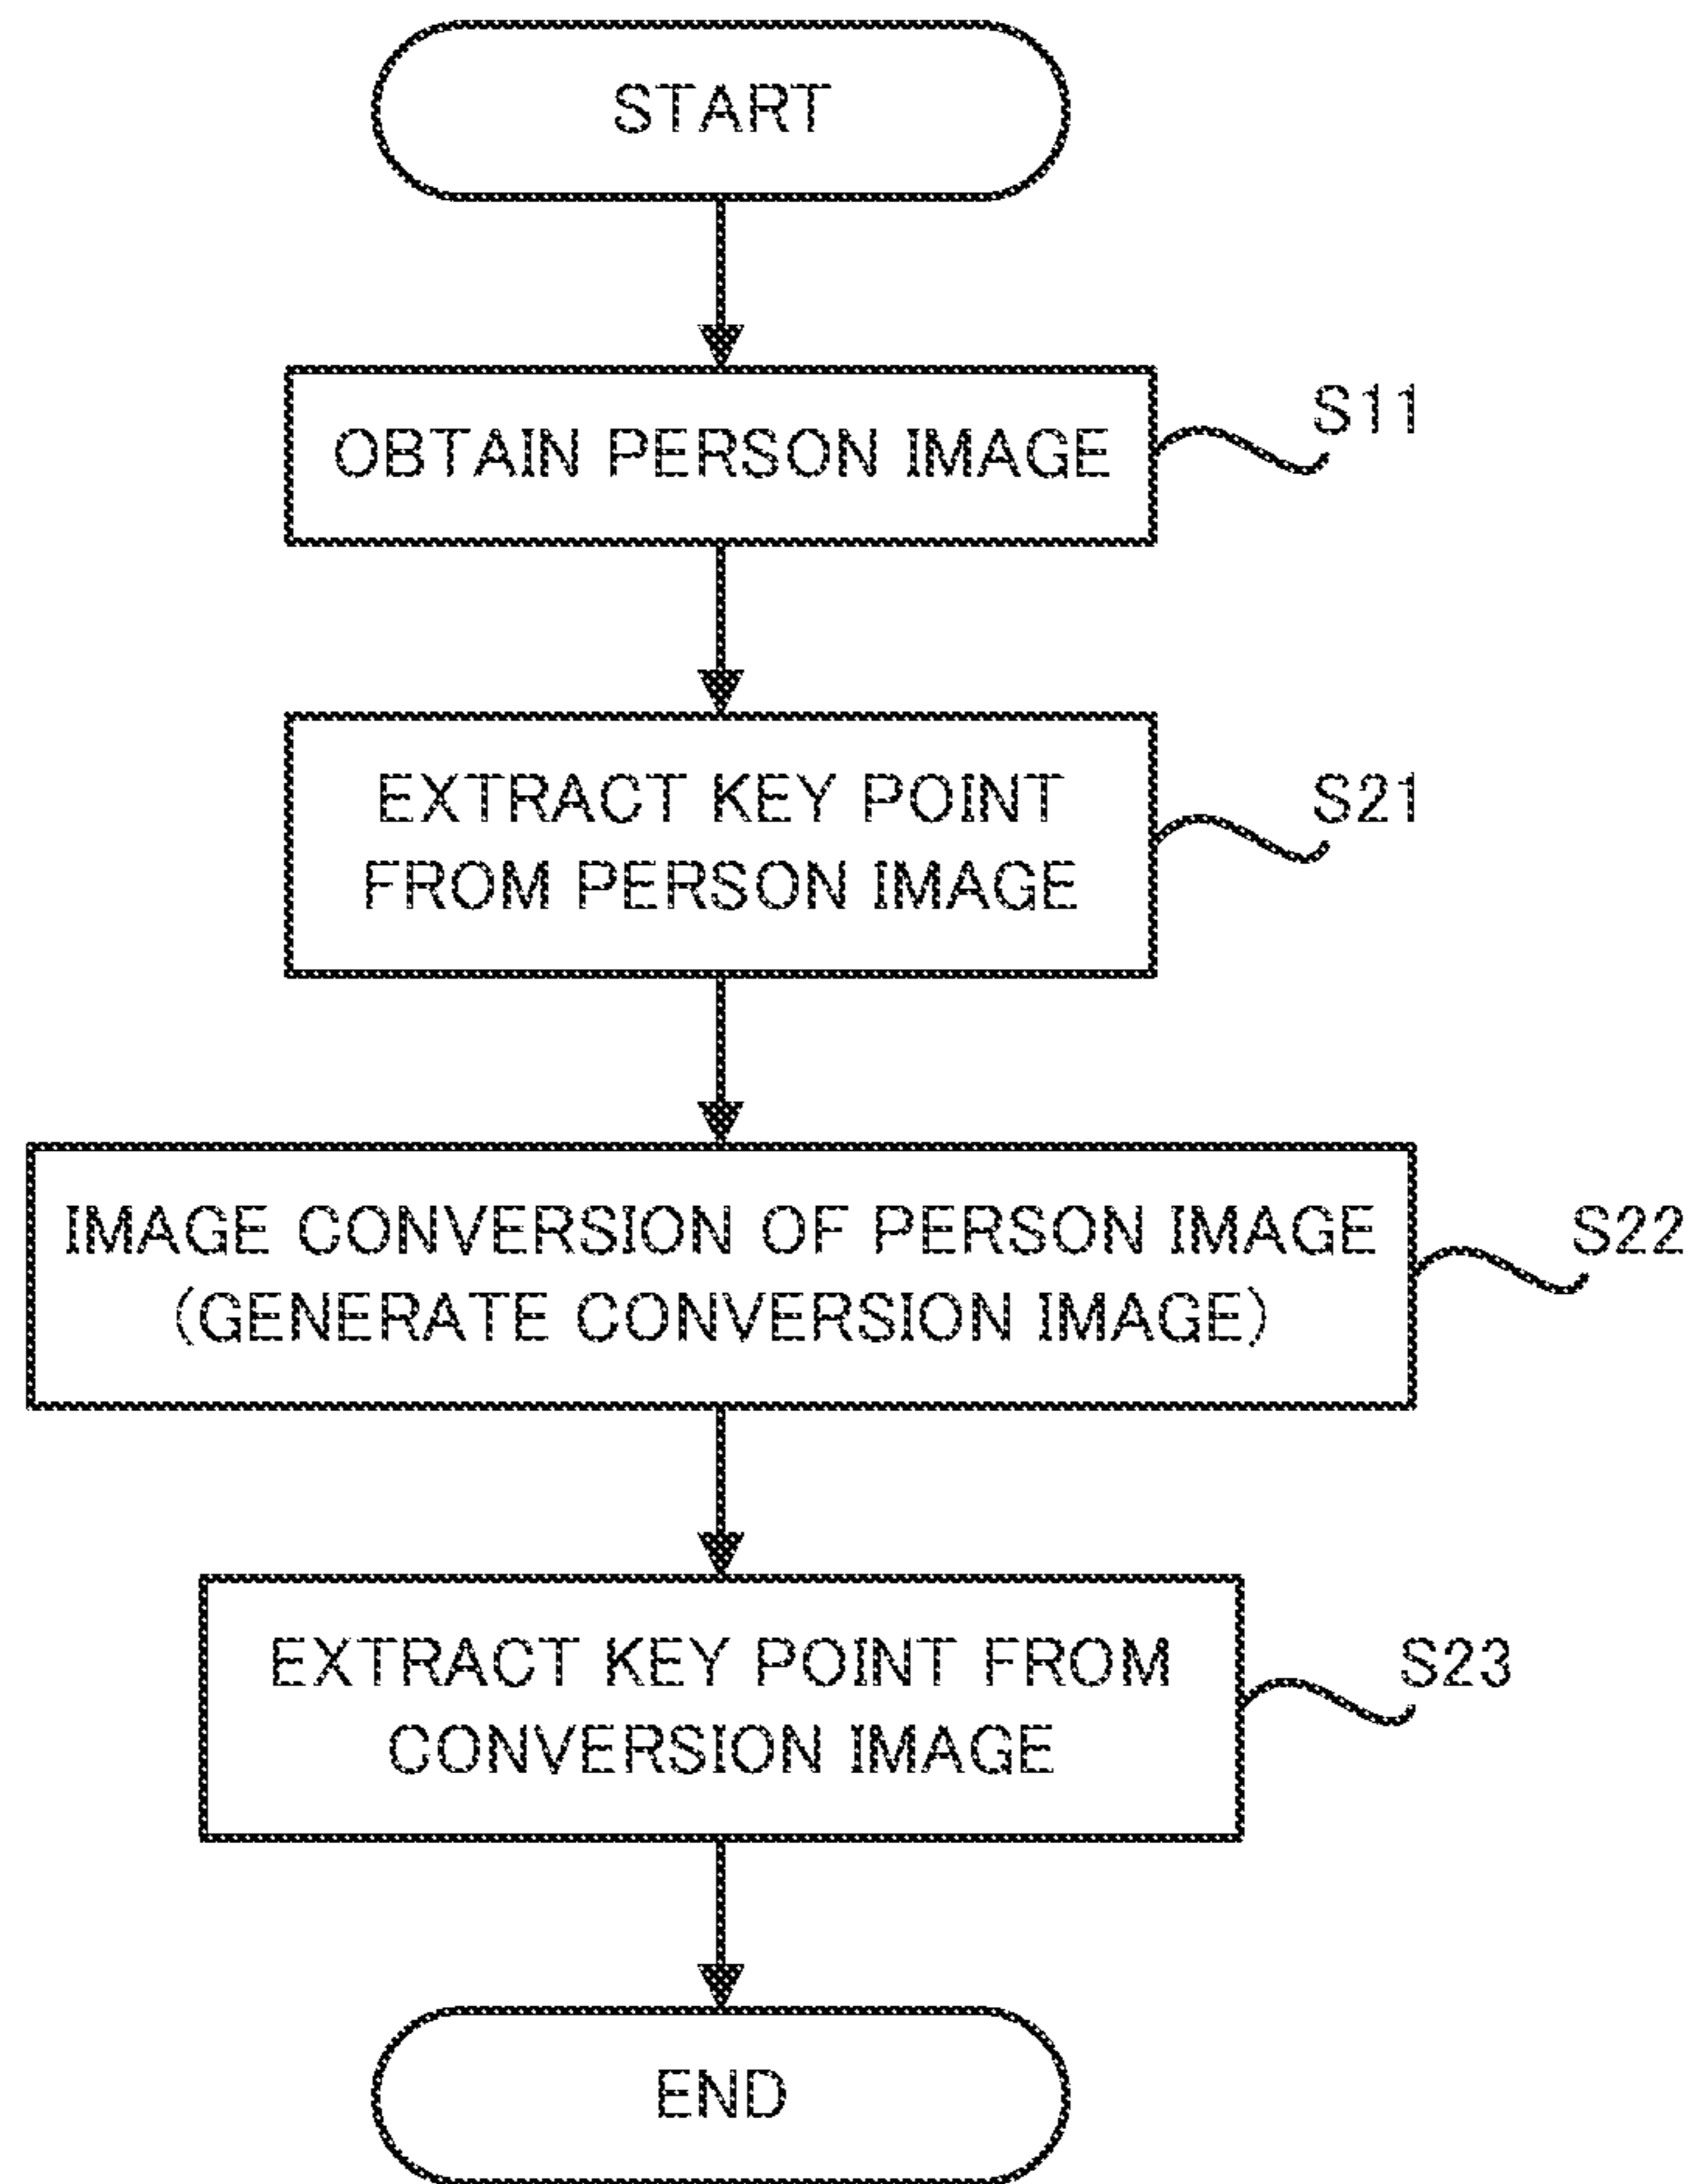 START
OBTAIN PERSON IMAGE
S11
EXTRACT KEY POINT
FROM PERSON IMAGE
S21
IMAGE CONVERSION OF PERSON IMAGE
(GENERATE CONVERSION IMAGE)
S22
EXTRACT KEY POINT FROM
CONVERSION IMAGE
S23
END